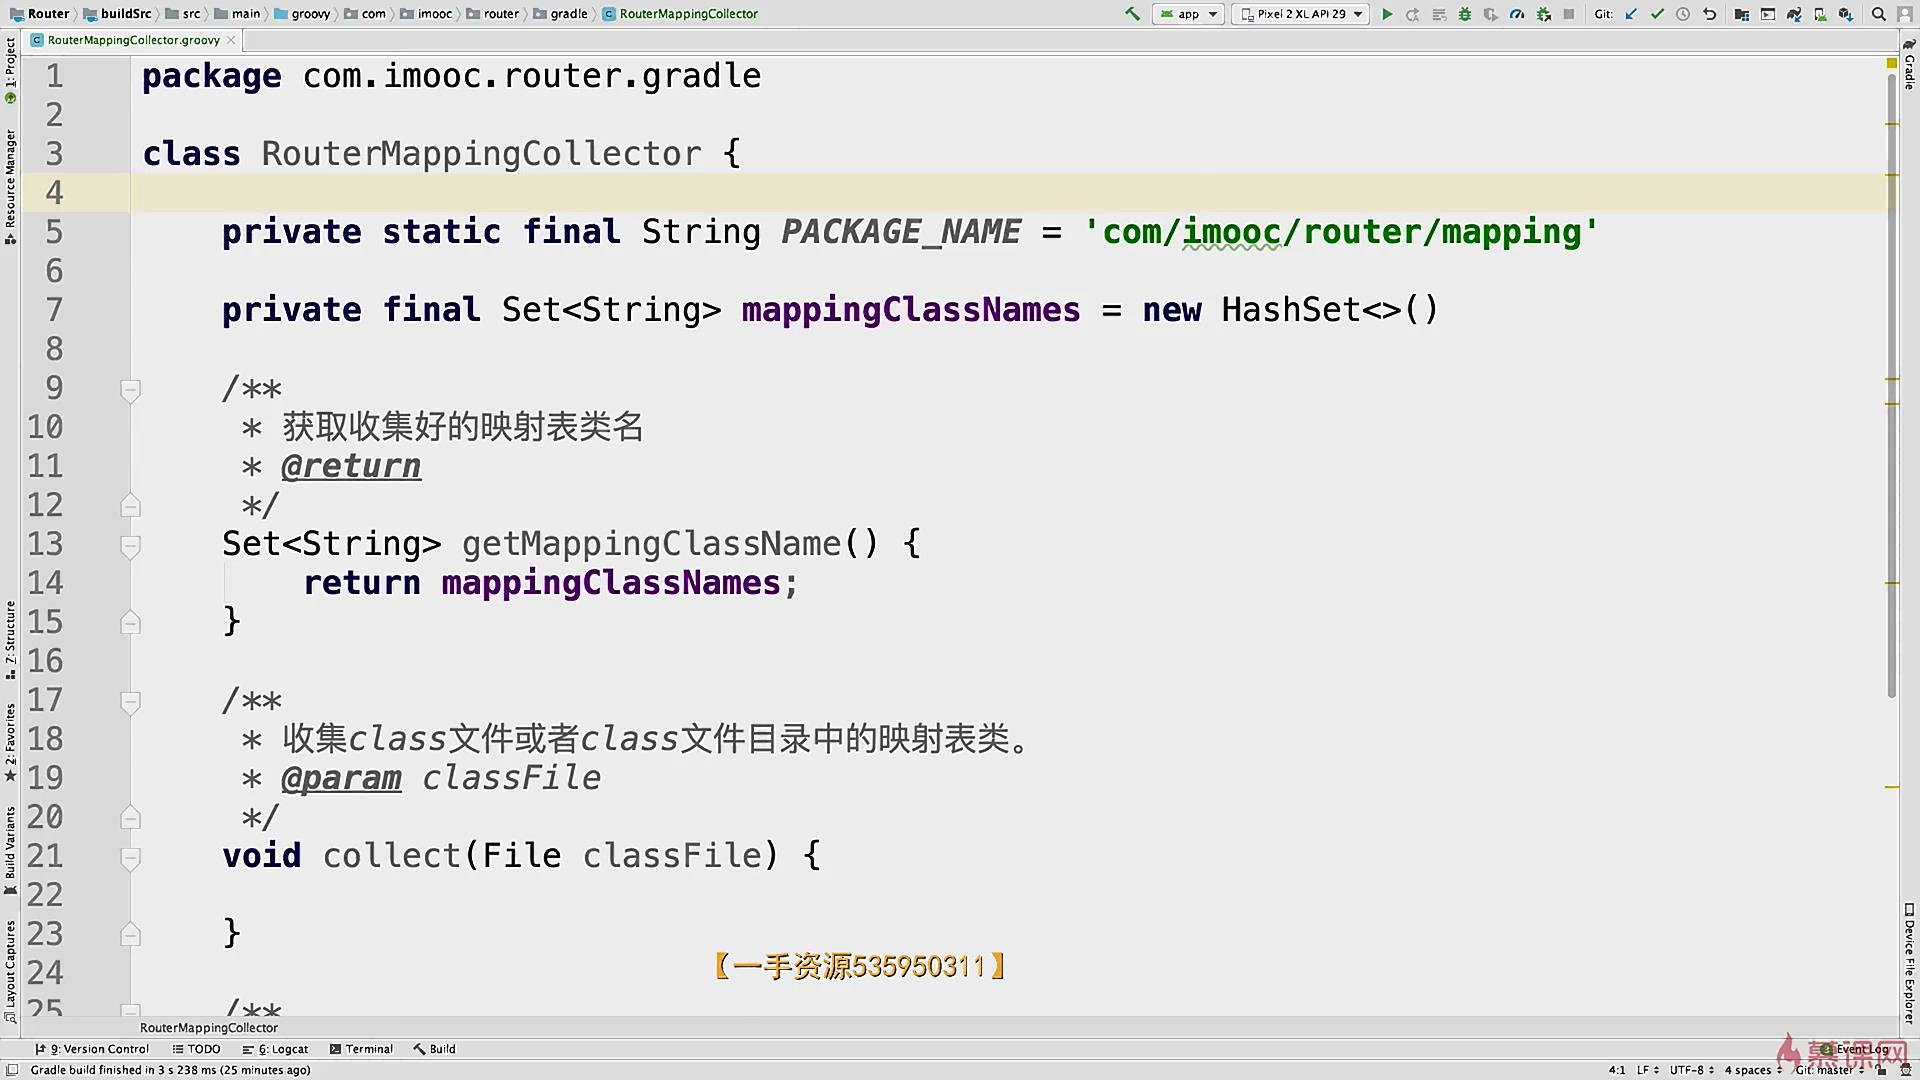 Router buildSrc src main groovy com imooc router gradle RouterMappingCollector app Pixel 2 XL API 29 Git:
RouterMappingCollector.groovy
1 package com.imooc.router.gradle
2
3 class RouterMappingCollector {
4
5 private static final String PACKAGE_NAME = 'com/imooc/router/mapping'
6
7 private final Set<String> mappingClassNames = new HashSet<>()
8
9 /**
10 * 获取收集好的映射表类名
11 * @return
12 */
13 Set<String> getMappingClassName() {
14 return mappingClassNames;
15 }
16
17 /**
18 * 收集class文件或者class文件目录中的映射表类。
19 * @param classFile
20 */
21 void collect(File classFile) {
22
23 }
24
25 /**
【一手资源535950311】
RouterMappingCollector
1: Project
Resource Manager
Z: Structure
2: Favorites
Build Variants
Layout Captures
Gradle
Device File Explorer
9: Version Control TODO 6: Logcat Terminal Build Event Log
慕课网
Gradle build finished in 3 s 238 ms (25 minutes ago) 4:1 LF UTF-8 4 spaces Git: master